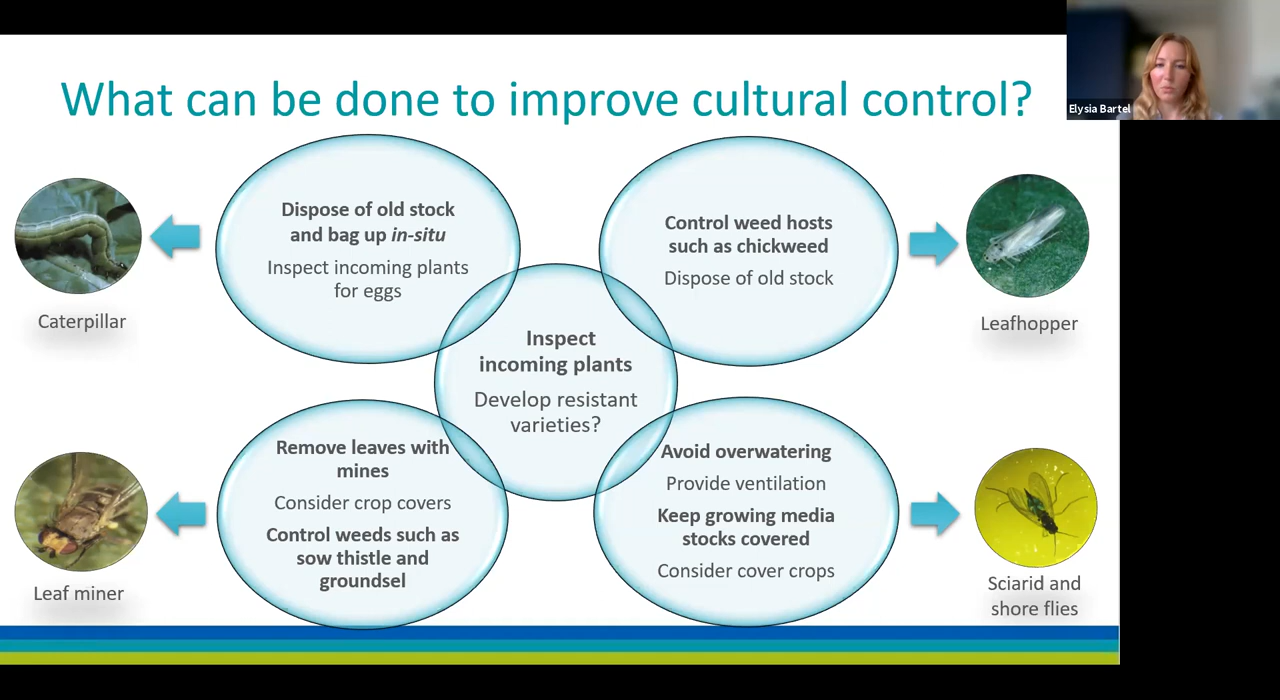 What can be done to improve cultural control?
Elysia Bartel
Dispose of old stock
and bag up in-situ
Inspect incoming plants
for eggs
Caterpillar
Control weed hosts
such as chickweed
Dispose of old stock
Leafhopper
Inspect
incoming plants
Develop resistant
varieties?
Remove leaves with
mines
Consider crop covers
Control weeds such as
sow thistle and
groundsel
Leaf miner
Avoid overwatering
Provide ventilation
Keep growing media
stocks covered
Consider cover crops
Sciarid and
shore flies